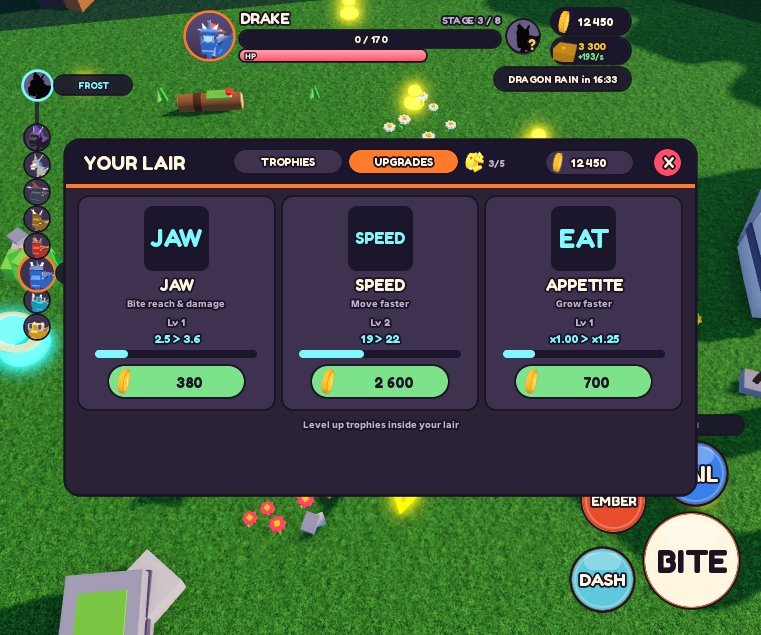 DRAKE
STAGE 3 / 8
0 / 170
HP
?
12 450
3 300
+193/s
DRAGON RAIN in 16:33
FROST
YOUR LAIR
TROPHIES
UPGRADES
3/5
12 450
X
JAW
JAW
Bite reach & damage
Lv 1
2.5 > 3.6
380
SPEED
SPEED
Move faster
Lv 2
19 > 22
2 600
EAT
APPETITE
Grow faster
Lv 1
x1.00 > x1.25
700
Level up trophies inside your lair
EMBER
DASH
BITE